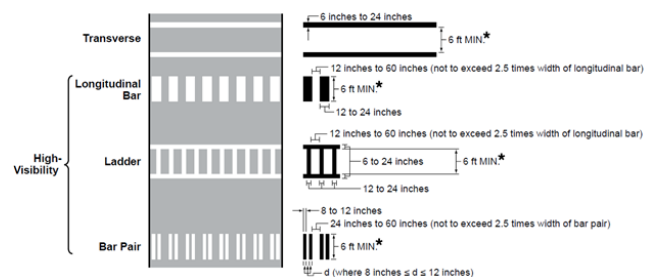 6 inches to 24 inches
Transverse
6 ft MIN.*
12 inches to 60 inches (not to exceed 2.5 times width of longitudinal bar)
Longitudinal
Bar
6 ft MIN.*
12 to 24 inches
12 inches to 60 inches (not to exceed 2.5 times width of longitudinal bar)
High-
Visibility
Ladder
6 to 24 inches
6 ft MIN.*
12 to 24 inches
8 to 12 inches
24 inches to 60 inches (not to exceed 2.5 times width of bar pair)
Bar Pair
6 ft MIN.*
d (where 8 inches ≤ d ≤ 12 inches)